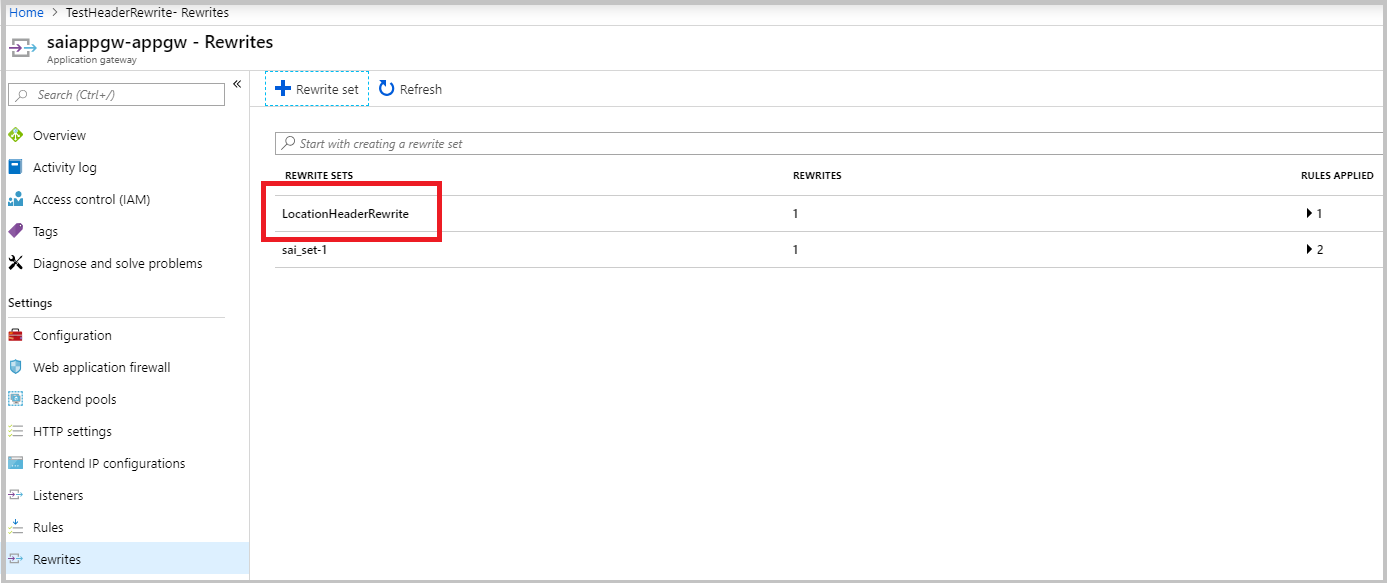 Home > TestHeaderRewrite- Rewrites
saiappgw-appgw - Rewrites
Application gateway
Search (Ctrl+/)
«
Overview
Activity log
Access control (IAM)
Tags
Diagnose and solve problems
Settings
Configuration
Web application firewall
Backend pools
HTTP settings
Frontend IP configurations
Listeners
Rules
Rewrites
Rewrite set Refresh
Start with creating a rewrite set
REWRITE SETS REWRITES RULES APPLIED
LocationHeaderRewrite 1 1
sai_set-1 1 2